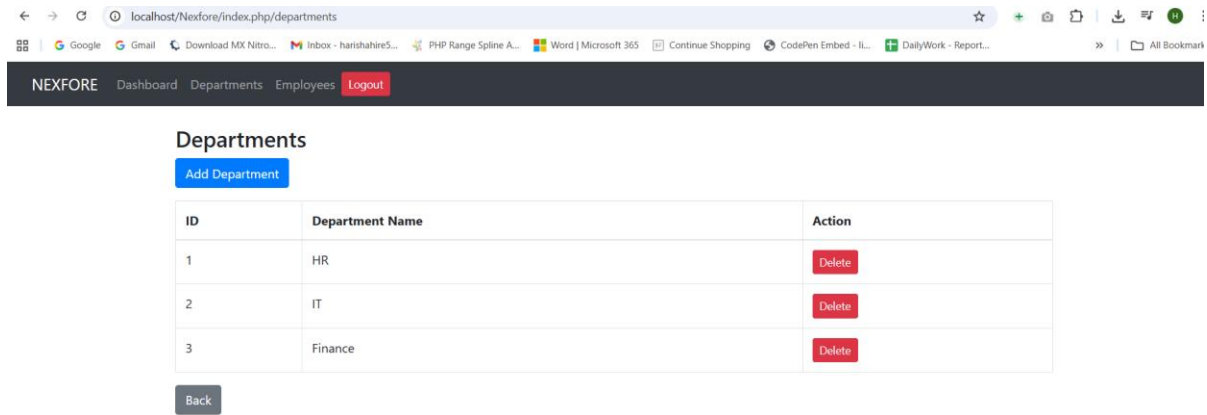 localhost/Nexfore/index.php/departments
H
Google Gmail Download MX Nitro... Inbox - harishahire5... PHP Range Spline A... Word | Microsoft 365 Continue Shopping CodePen Embed - li... DailyWork - Report... » All Bookmark
NEXFORE Dashboard Departments Employees Logout
Departments
Add Department
ID Department Name Action
1 HR Delete
2 IT Delete
3 Finance Delete
Back